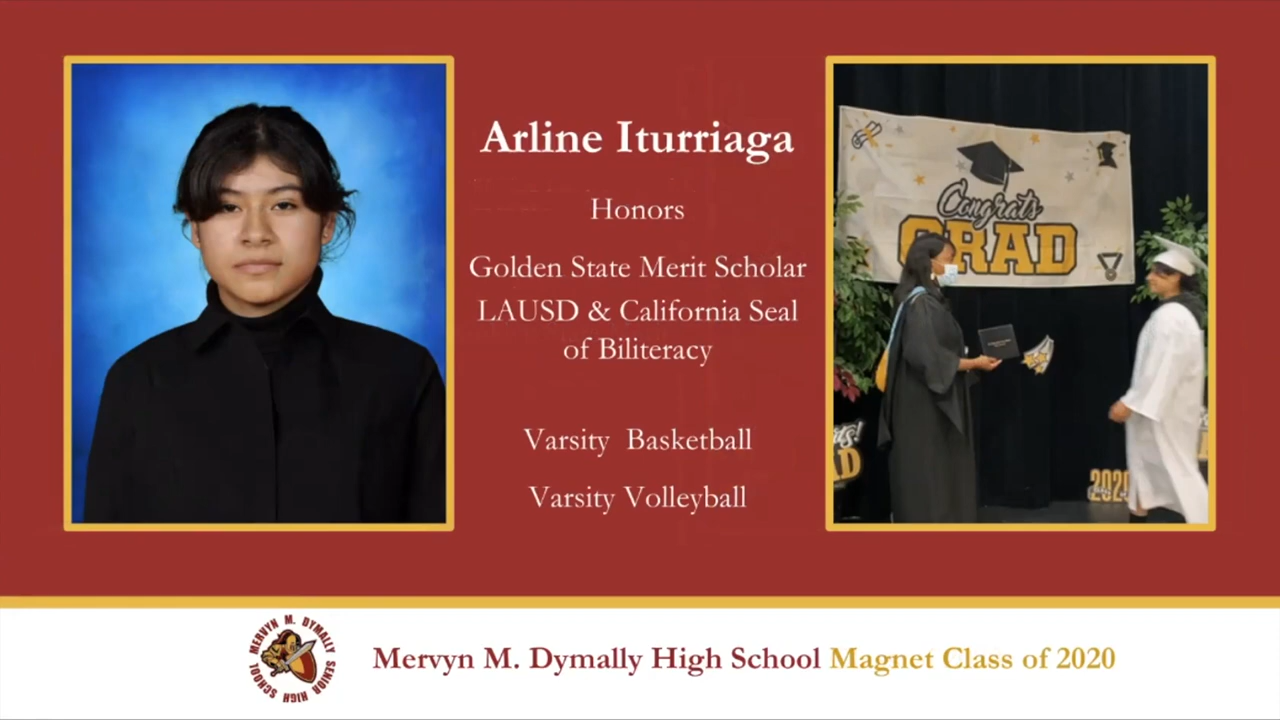 Arline Iturriaga
Honors
Golden State Merit Scholar
LAUSD & California Seal
of Biliteracy
Varsity Basketball
Varsity Volleyball
Congrats
GRAD
2020
MERVYN M. DYMALLY SENIOR HIGH SCHOOL
Mervyn M. Dymally High School Magnet Class of 2020